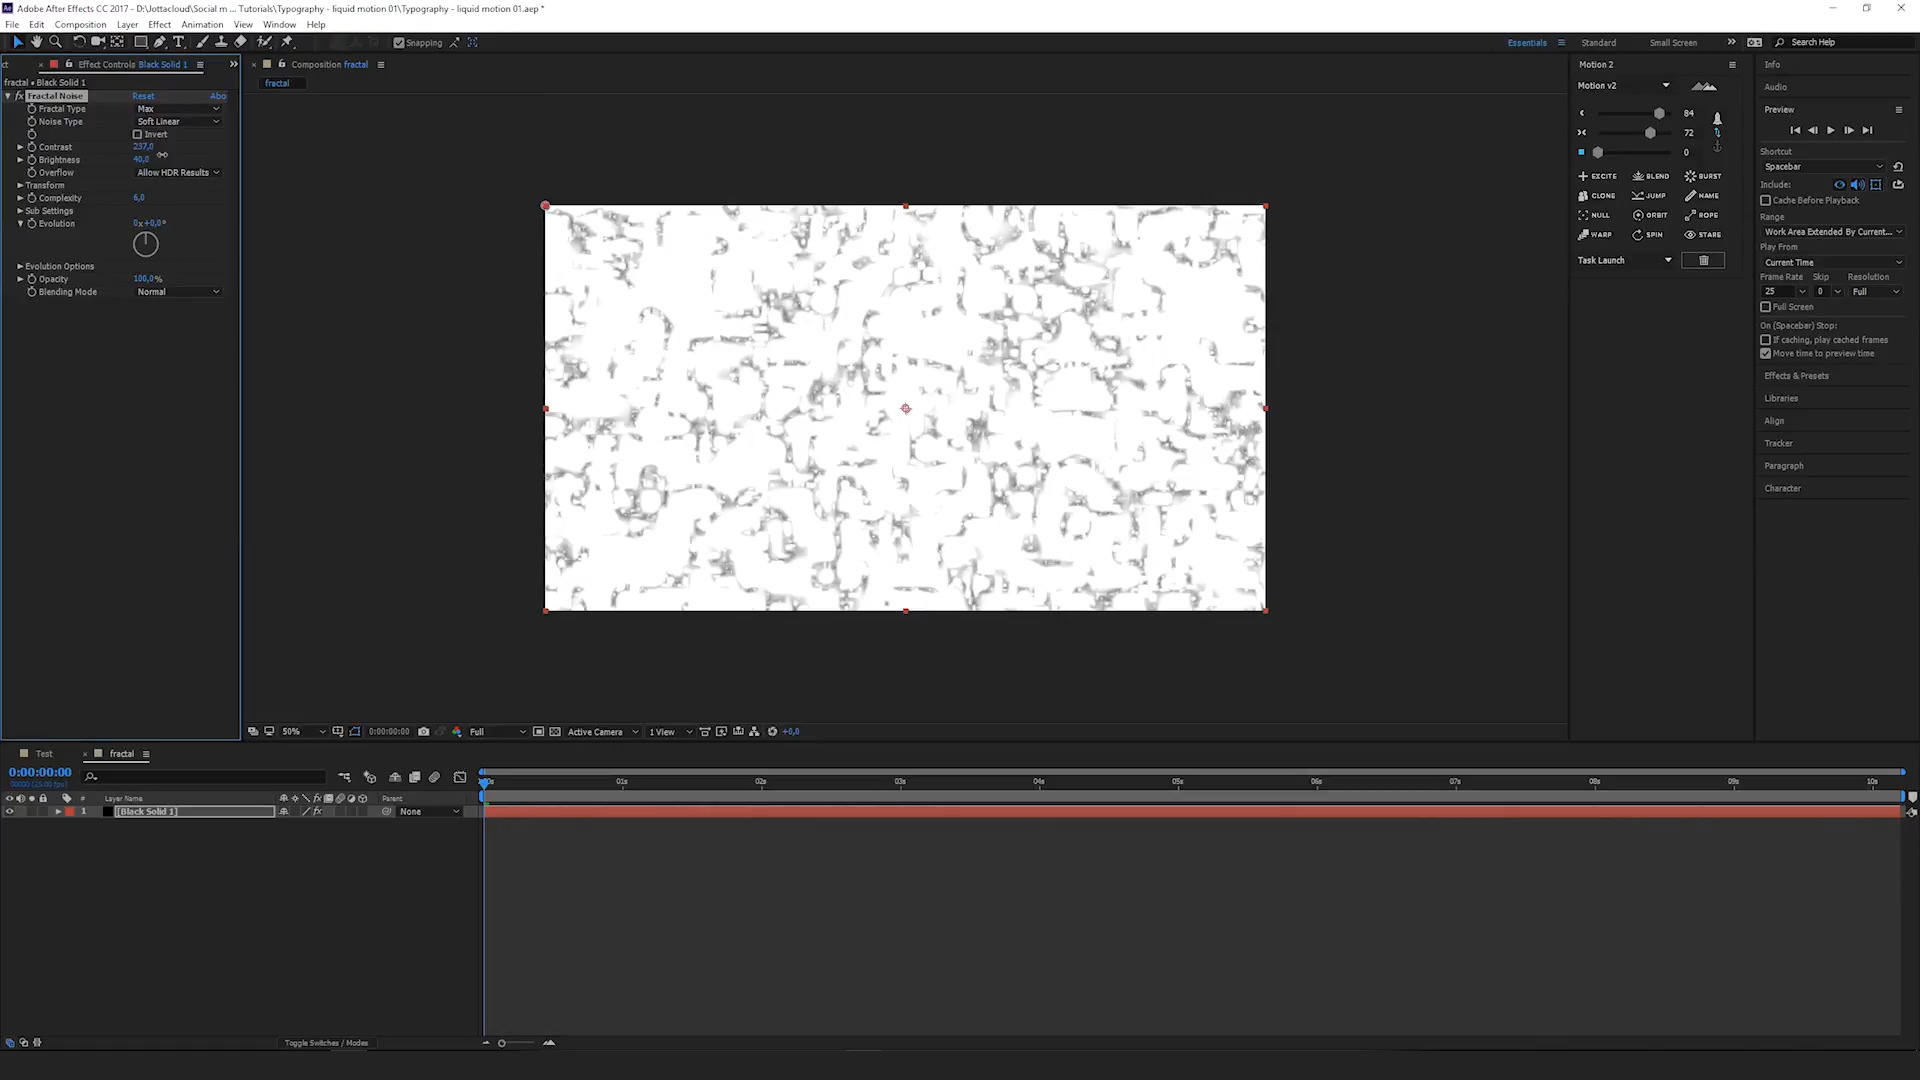 Adobe After Effects CC 2017 - D:\Jottacloud\Social m ... Tutorials\Typography - liquid motion 01\Typography - liquid motion 01.aep *
File Edit Composition Layer Effect Animation View Window Help
Snapping
Essentials
Standard
Small Screen
Search Help
Effect Controls Black Solid 1
Composition fractal
fractal • Black Solid 1
fractal
Fractal Noise Reset Abo
Fractal Type Max
Noise Type Soft Linear
Invert
Contrast 237,0
Brightness 40,0
Overflow Allow HDR Results
Transform
Complexity 6,0
Sub Settings
Evolution 0x+0,0°
Evolution Options
Opacity 100,0 %
Blending Mode Normal
Motion 2
Motion v2
84
72
0
EXCITE BLEND BURST
CLONE JUMP NAME
NULL ORBIT ROPE
WARP SPIN STARE
Task Launch
Info
Audio
Preview
Shortcut
Spacebar
Include:
Cache Before Playback
Range
Work Area Extended By Current...
Play From
Current Time
Frame Rate Skip Resolution
25 0 Full
Full Screen
On (Spacebar) Stop:
If caching, play cached frames
Move time to preview time
Effects & Presets
Libraries
Align
Tracker
Paragraph
Character
50% 0:00:00:00 Full Active Camera 1 View +0,0
Test fractal
0:00:00:00
00000 (25.00 fps)
# Layer Name Parent
1 [Black Solid 1] None
01s 02s 03s 04s 05s 06s 07s 08s 09s 10s
Toggle Switches / Modes